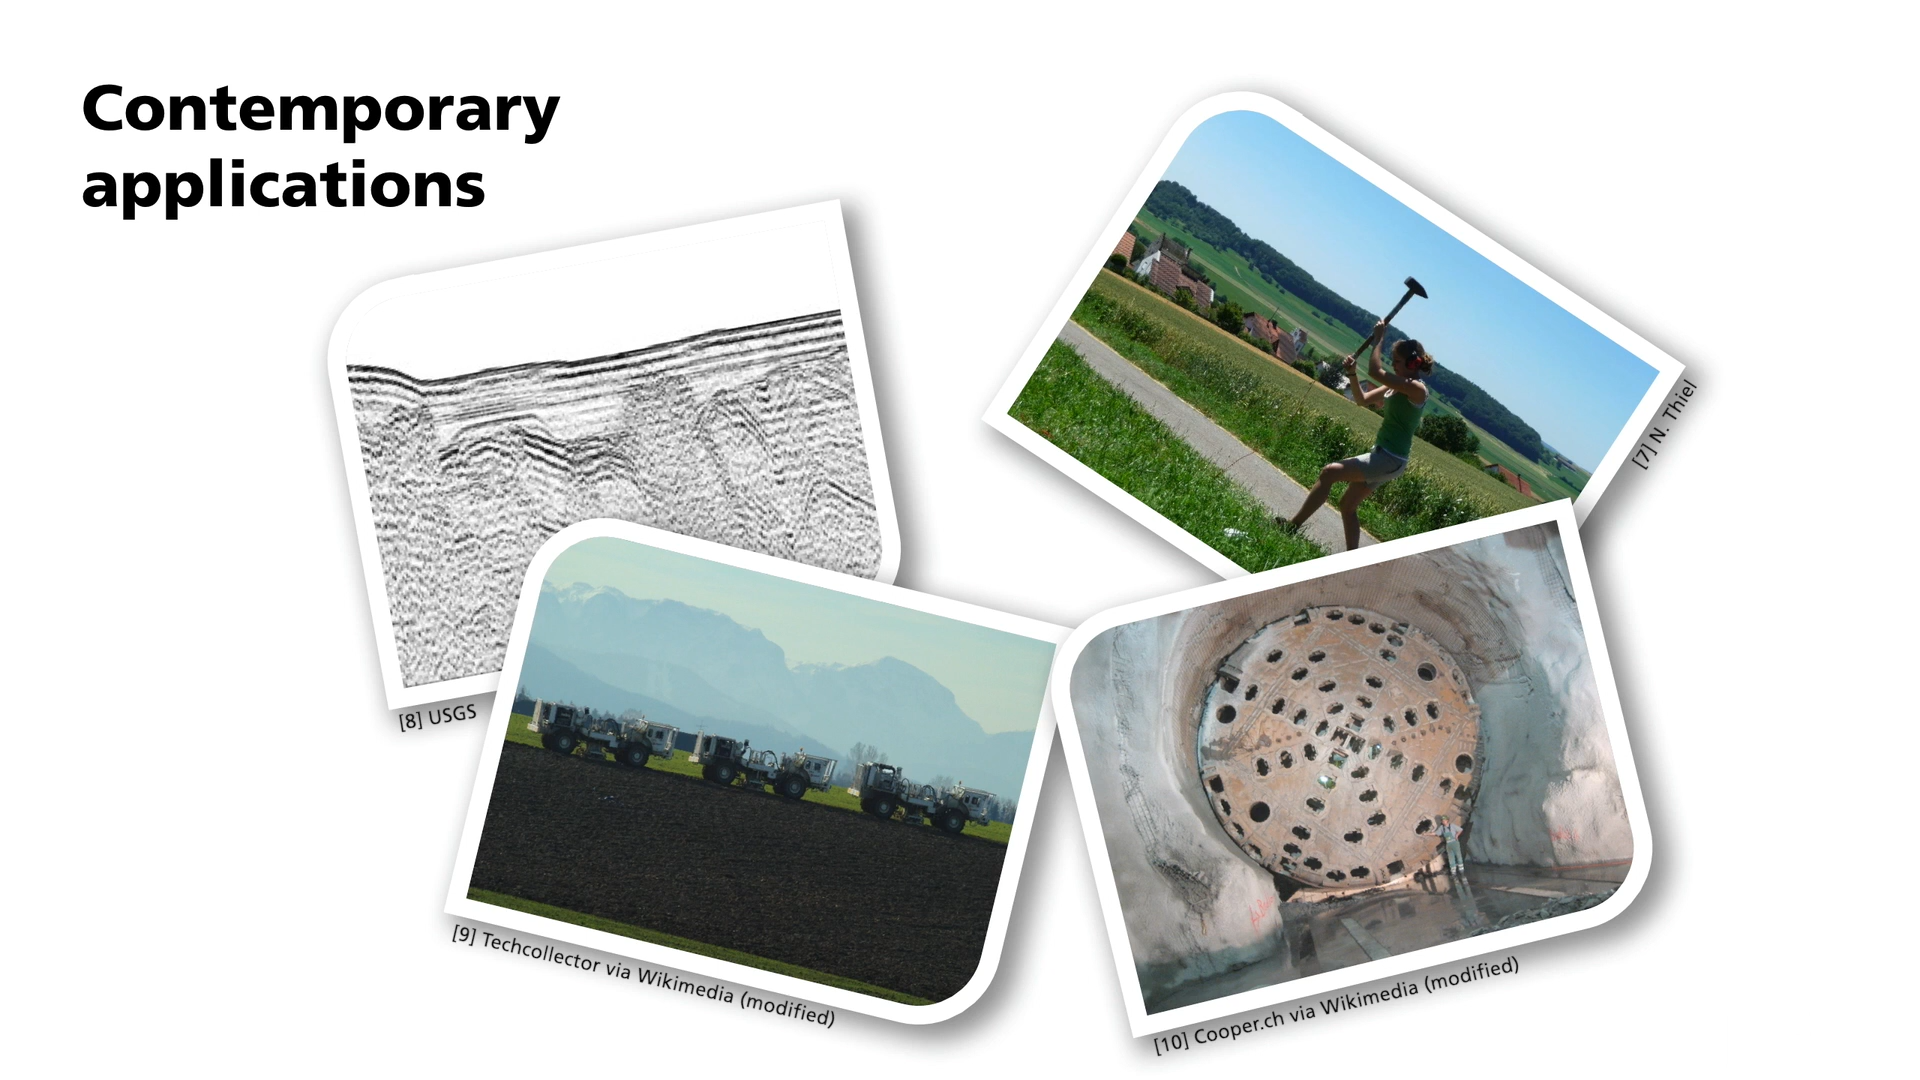 Contemporary
applications
[7] N. Thiel
[8] USGS
[9] Techcollector via Wikimedia (modified)
[10] Cooper.ch via Wikimedia (modified)